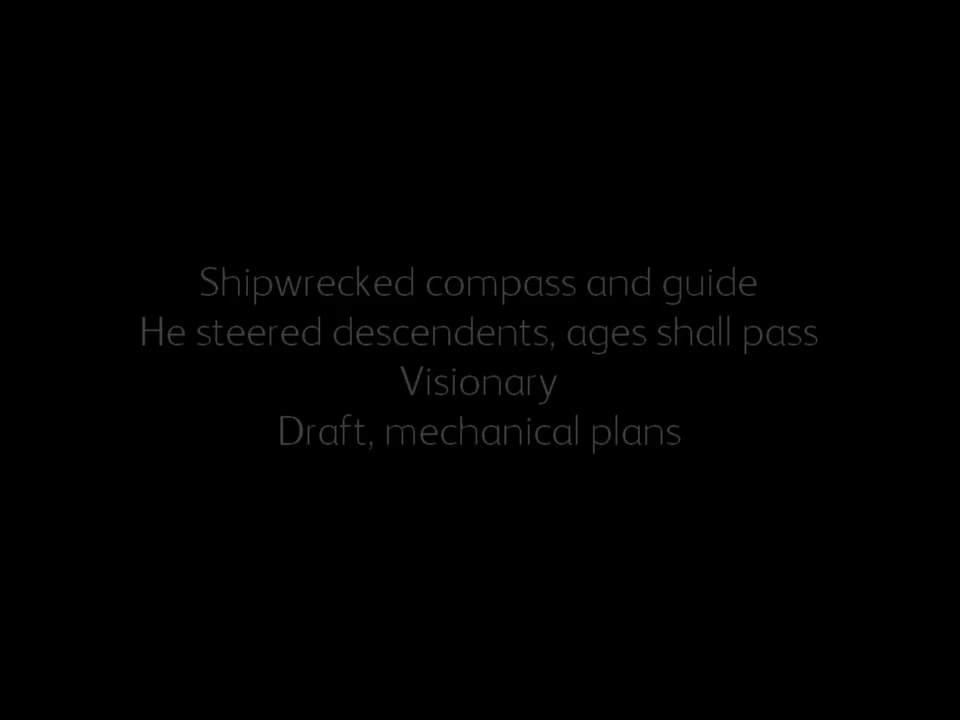 Shipwrecked compass and guide
He steered descendents, ages shall pass
Visionary
Draft, mechanical plans